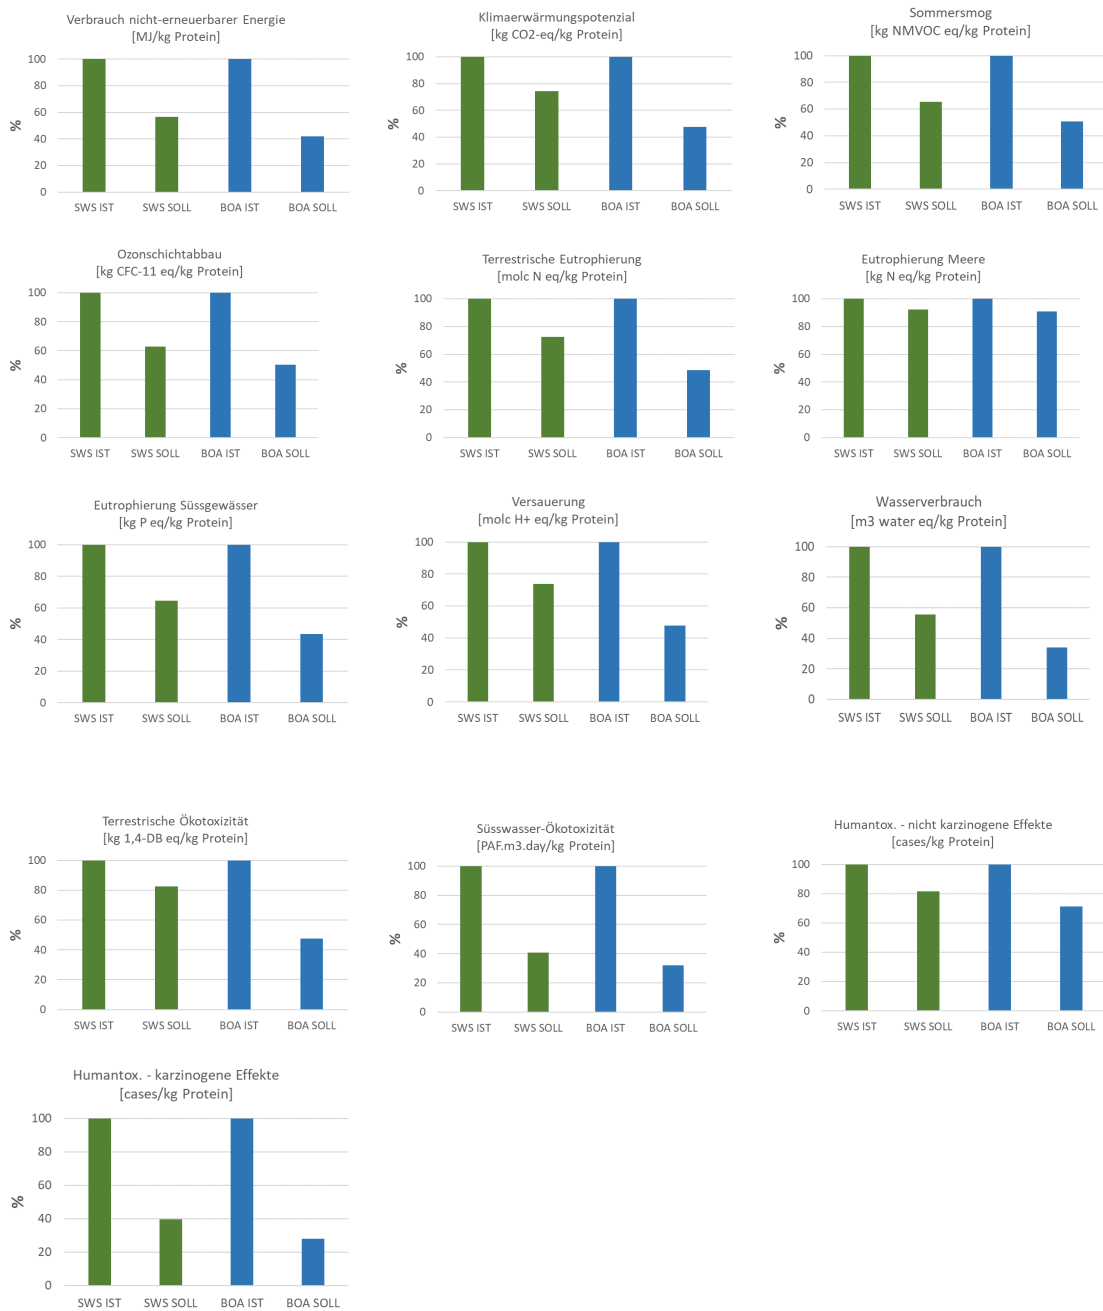 Verbrauch nicht-erneuerbarer Energie
[MJ/kg Protein]
100
80
60
40
20
0
%
SWS IST SWS SOLL BOA IST BOA SOLL
Klimaerwärmungspotenzial
[kg CO2-eq/kg Protein]
100
80
60
40
20
0
%
SWS IST SWS SOLL BOA IST BOA SOLL
Sommersmog
[kg NMVOC eq/kg Protein]
100
80
60
40
20
0
%
SWS IST SWS SOLL BOA IST BOA SOLL
Ozonschichtabbau
[kg CFC-11 eq/kg Protein]
100
80
60
40
20
0
%
SWS IST SWS SOLL BOA IST BOA SOLL
Terrestrische Eutrophierung
[molc N eq/kg Protein]
100
80
60
40
20
0
%
SWS IST SWS SOLL BOA IST BOA SOLL
Eutrophierung Meere
[kg N eq/kg Protein]
100
80
60
40
20
0
%
SWS IST SWS SOLL BOA IST BOA SOLL
Eutrophierung Süssgewässer
[kg P eq/kg Protein]
100
80
60
40
20
0
%
SWS IST SWS SOLL BOA IST BOA SOLL
Versauerung
[molc H+ eq/kg Protein]
100
80
60
40
20
0
%
SWS IST SWS SOLL BOA IST BOA SOLL
Wasserverbrauch
[m3 water eq/kg Protein]
100
80
60
40
20
0
%
SWS IST SWS SOLL BOA IST BOA SOLL
Terrestrische Ökotoxizität
[kg 1,4-DB eq/kg Protein]
100
80
60
40
20
0
%
SWS IST SWS SOLL BOA IST BOA SOLL
Süsswasser-Ökotoxizität
[PAF.m3.day/kg Protein]
100
80
60
40
20
0
%
SWS IST SWS SOLL BOA IST BOA SOLL
Humantox. - nicht karzinogene Effekte
[cases/kg Protein]
100
80
60
40
20
0
%
SWS IST SWS SOLL BOA IST BOA SOLL
Humantox. - karzinogene Effekte
[cases/kg Protein]
100
80
60
40
20
0
%
SWS IST SWS SOLL BOA IST BOA SOLL